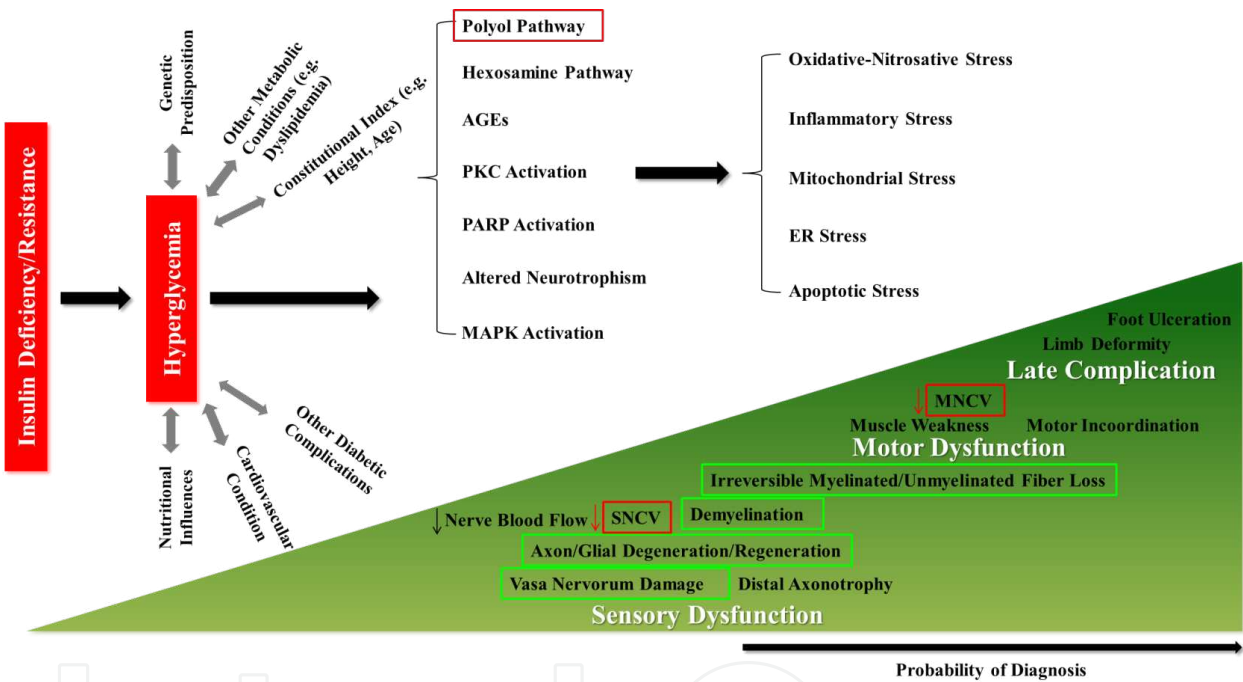 Insulin Deficiency/Resistance
Hyperglycemia
Genetic
Predisposition
Other Metabolic
Conditions (e.g.
Dyslipidemia)
Constitutional Index (e.g.
Height, Age)
Nutritional
Influences
Cardiovascular
Condition
Other Diabetic
Complications
Polyol Pathway
Hexosamine Pathway
AGEs
PKC Activation
PARP Activation
Altered Neurotrophism
MAPK Activation
Oxidative-Nitrosative Stress
Inflammatory Stress
Mitochondrial Stress
ER Stress
Apoptotic Stress
Foot Ulceration
Limb Deformity
Late Complication
MNCV
Muscle Weakness Motor Incoordination
Motor Dysfunction
Irreversible Myelinated/Unmyelinated Fiber Loss
Nerve Blood Flow SNCV Demyelination
Axon/Glial Degeneration/Regeneration
Vasa Nervorum Damage Distal Axonotrophy
Sensory Dysfunction
Probability of Diagnosis